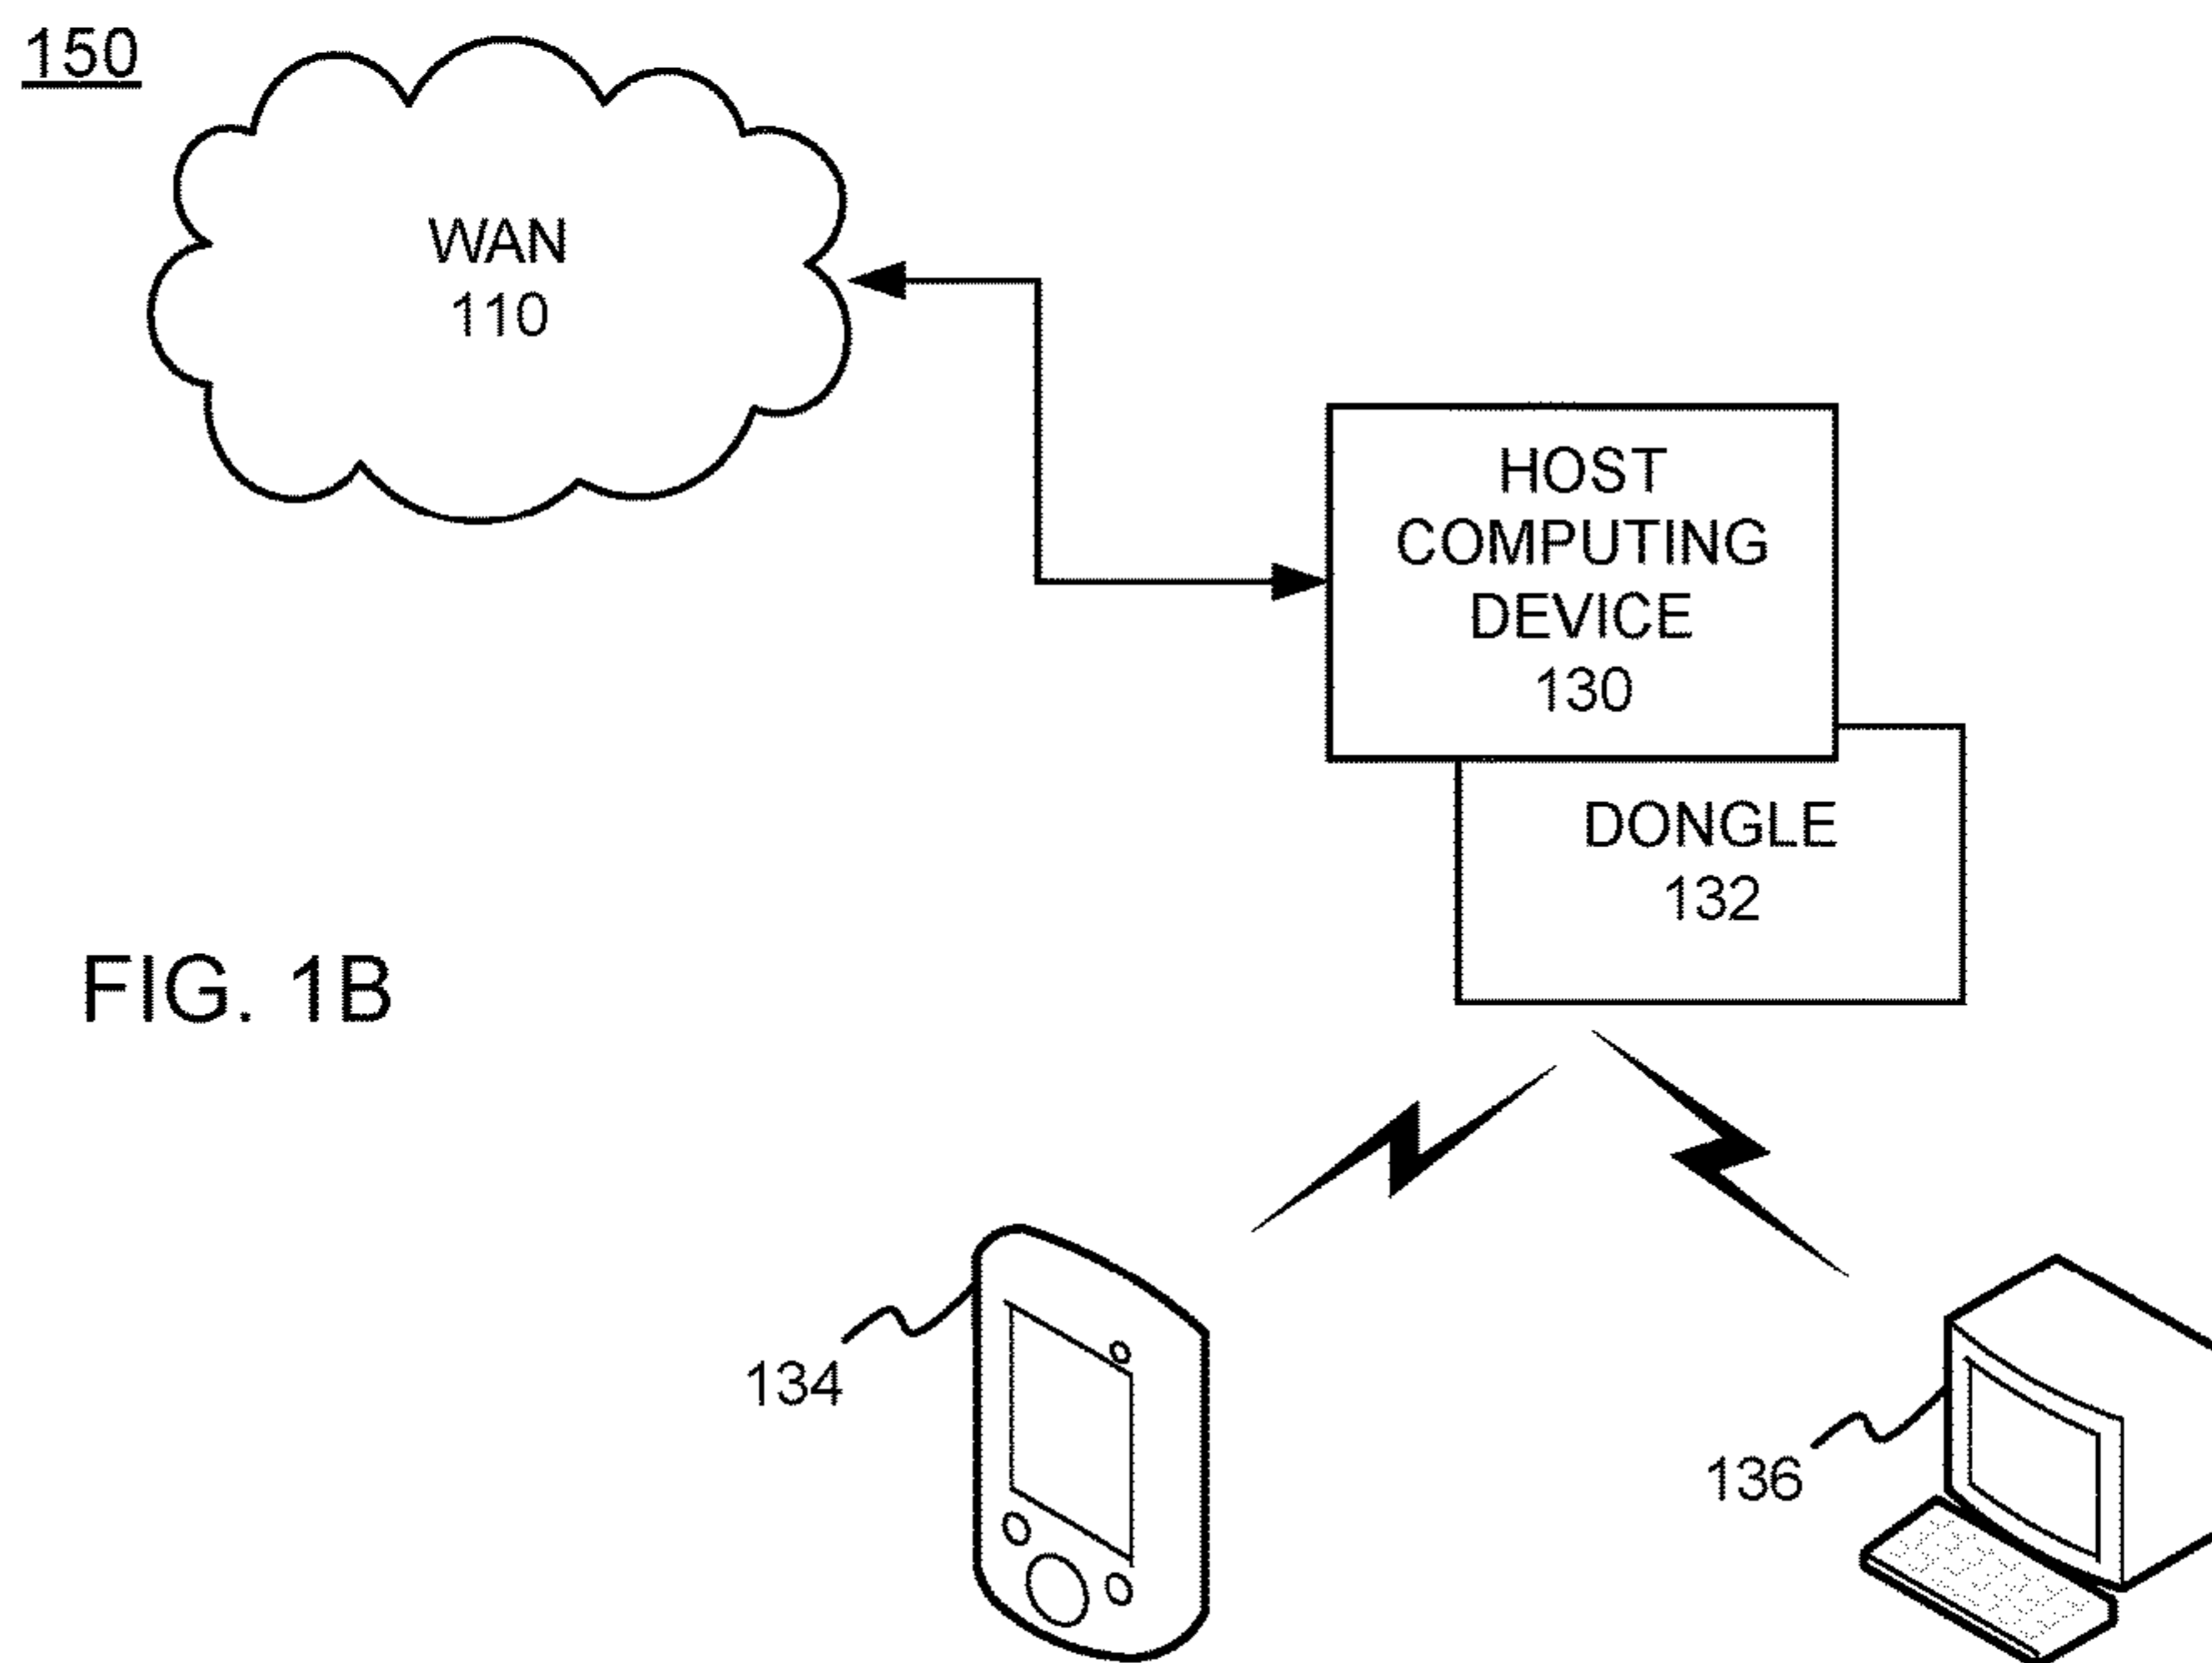 150
WAN
110
HOST
COMPUTING
DEVICE
130
DONGLE
132
FIG. 1B
134
136